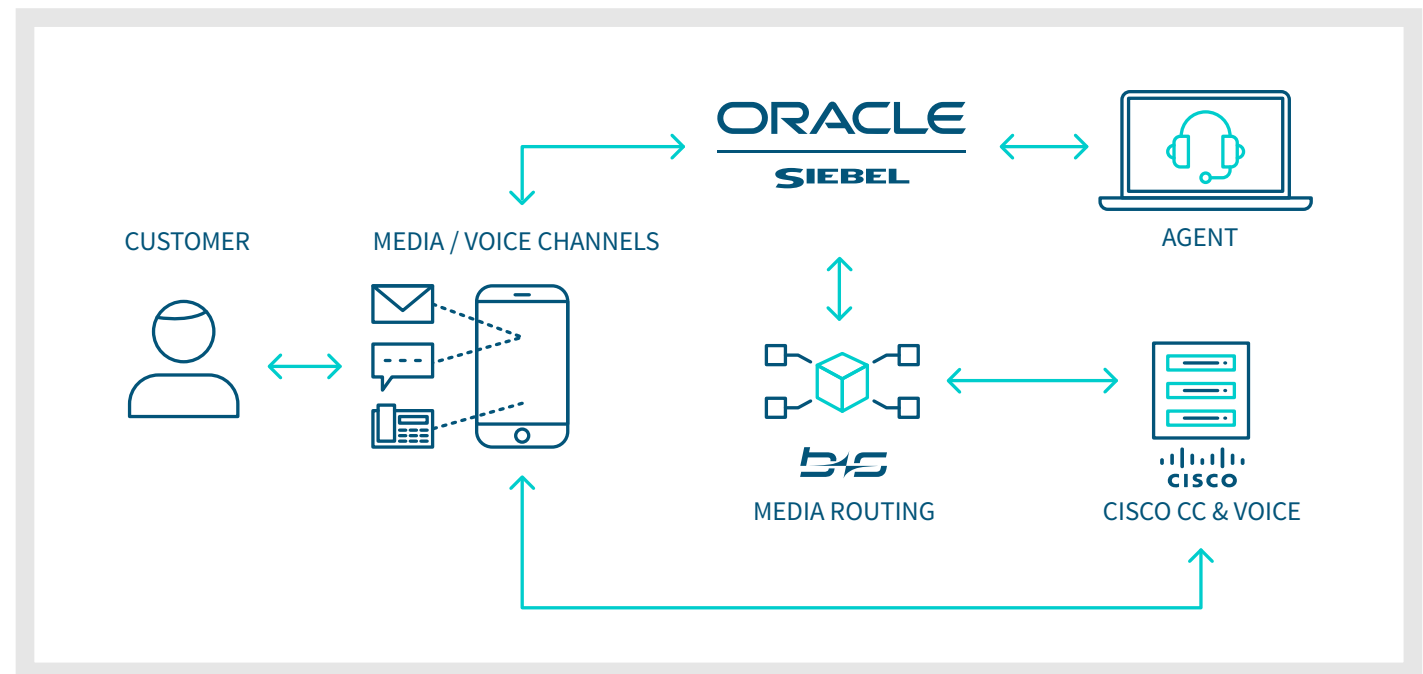 ORACLE
SIEBEL
CUSTOMER
MEDIA / VOICE CHANNELS
AGENT
b+s
MEDIA ROUTING
CISCO
CISCO CC & VOICE